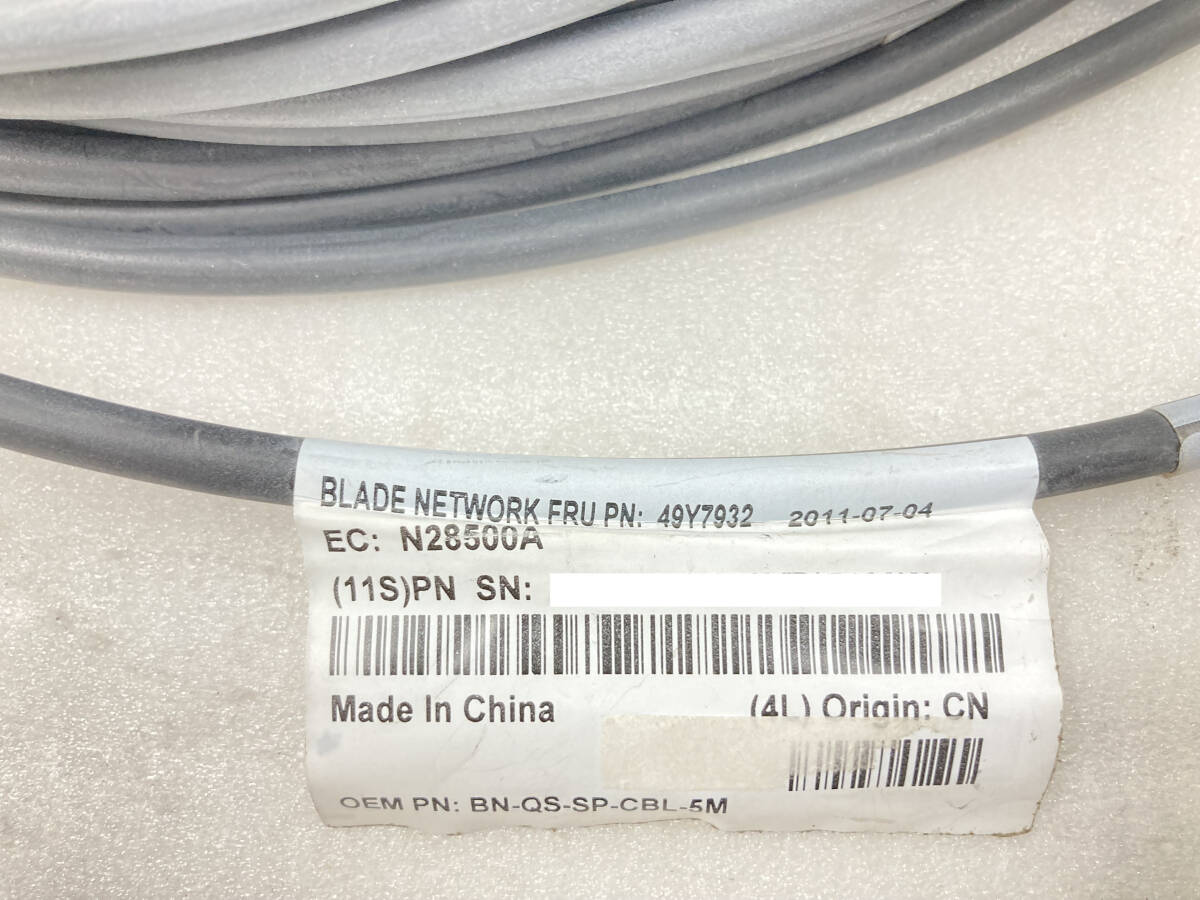 BLADE NETWORK FRU PN: 49Y7932 2011-07-04
EC: N28500A
(11S)PN SN:
Made In China (4L) Origin: CN
OEM PN: BN-QS-SP-CBL-5M